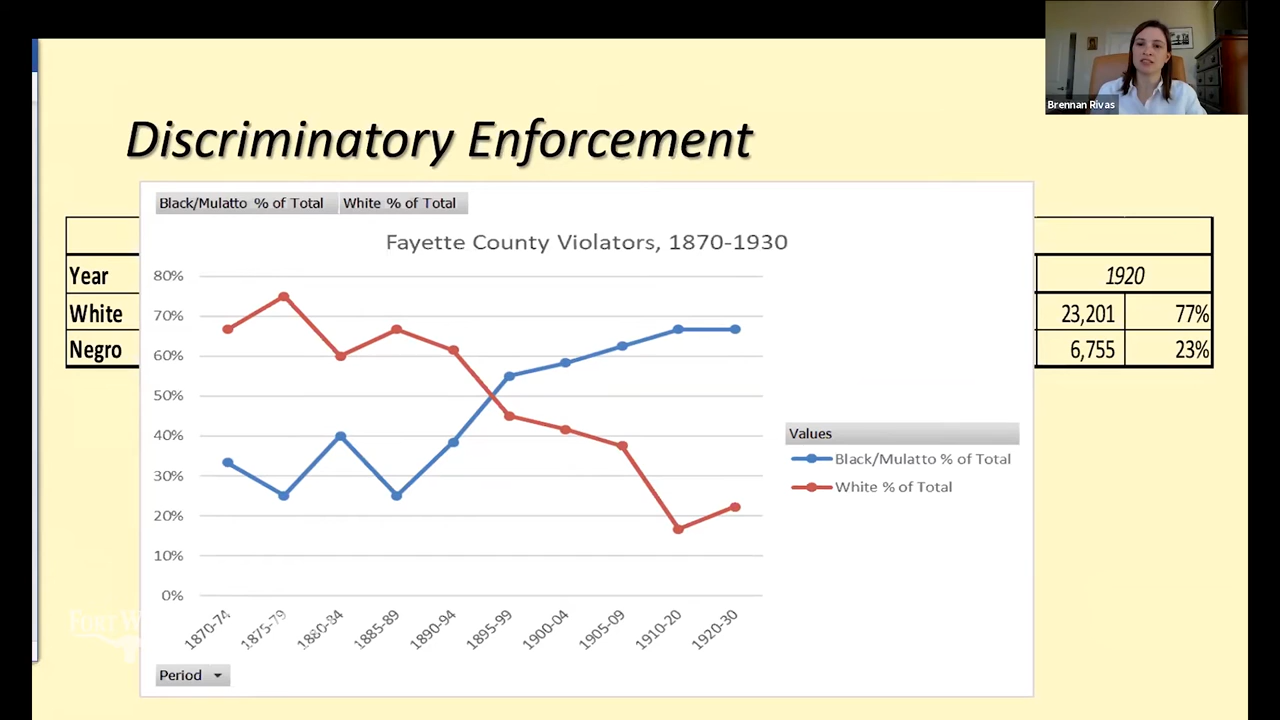 Brennan Rivas
Discriminatory Enforcement
Black/Mulatto % of Total White % of Total
Fayette County Violators, 1870-1930
Year
White
Negro
1920
23,201 77%
6,755 23%
80%
70%
60%
50%
40%
30%
20%
10%
0%
1870-74 1875-79 1880-84 1885-89 1890-94 1895-99 1900-04 1905-09 1910-20 1920-30
Values
Black/Mulatto % of Total
White % of Total
Period